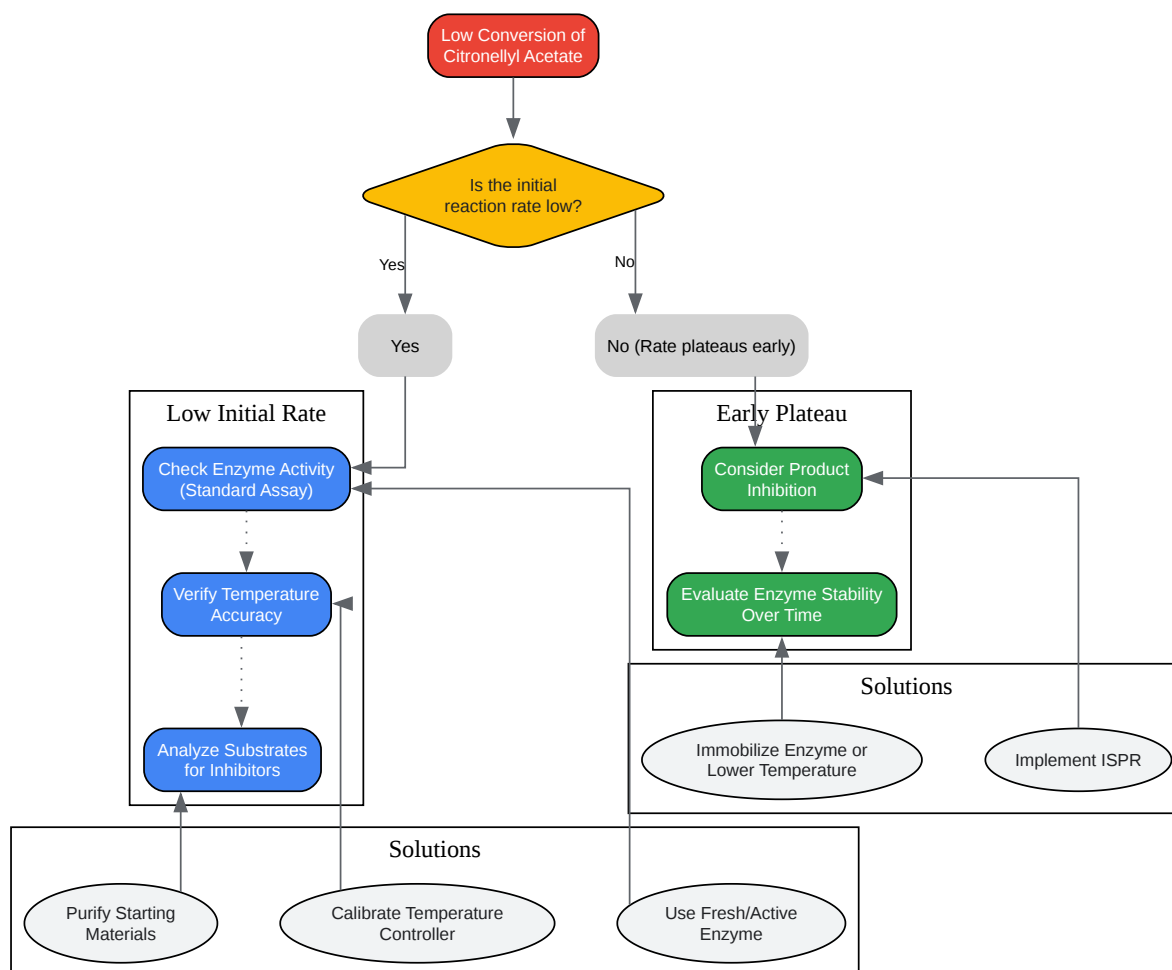 Low Conversion of
Citronellyl Acetate
Is the initial
reaction rate low?
Yes
No
Yes
No (Rate plateaus early)
Low Initial Rate
Early Plateau
Check Enzyme Activity
(Standard Assay)
Consider Product
Inhibition
Verify Temperature
Accuracy
Evaluate Enzyme Stability
Over Time
Solutions
Analyze Substrates
for Inhibitors
Immobilize Enzyme or
Lower Temperature
Implement ISPR
Solutions
Purify Starting
Materials
Calibrate Temperature
Controller
Use Fresh/Active
Enzyme